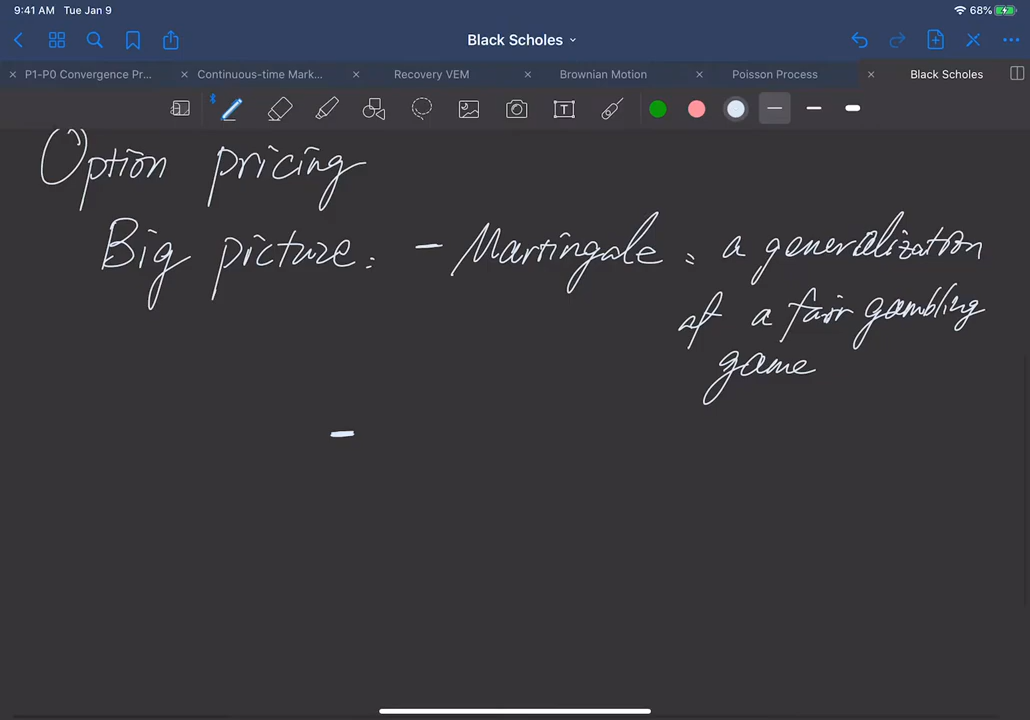 9:41 AM Tue Jan 9
68%
Black Scholes
P1-P0 Convergence Pr...
Continuous-time Mark...
Recovery VEM
Brownian Motion
Poisson Process
Black Scholes
Option pricing
Big picture: - Martingale: a generalization
of a fair gambling
game
-